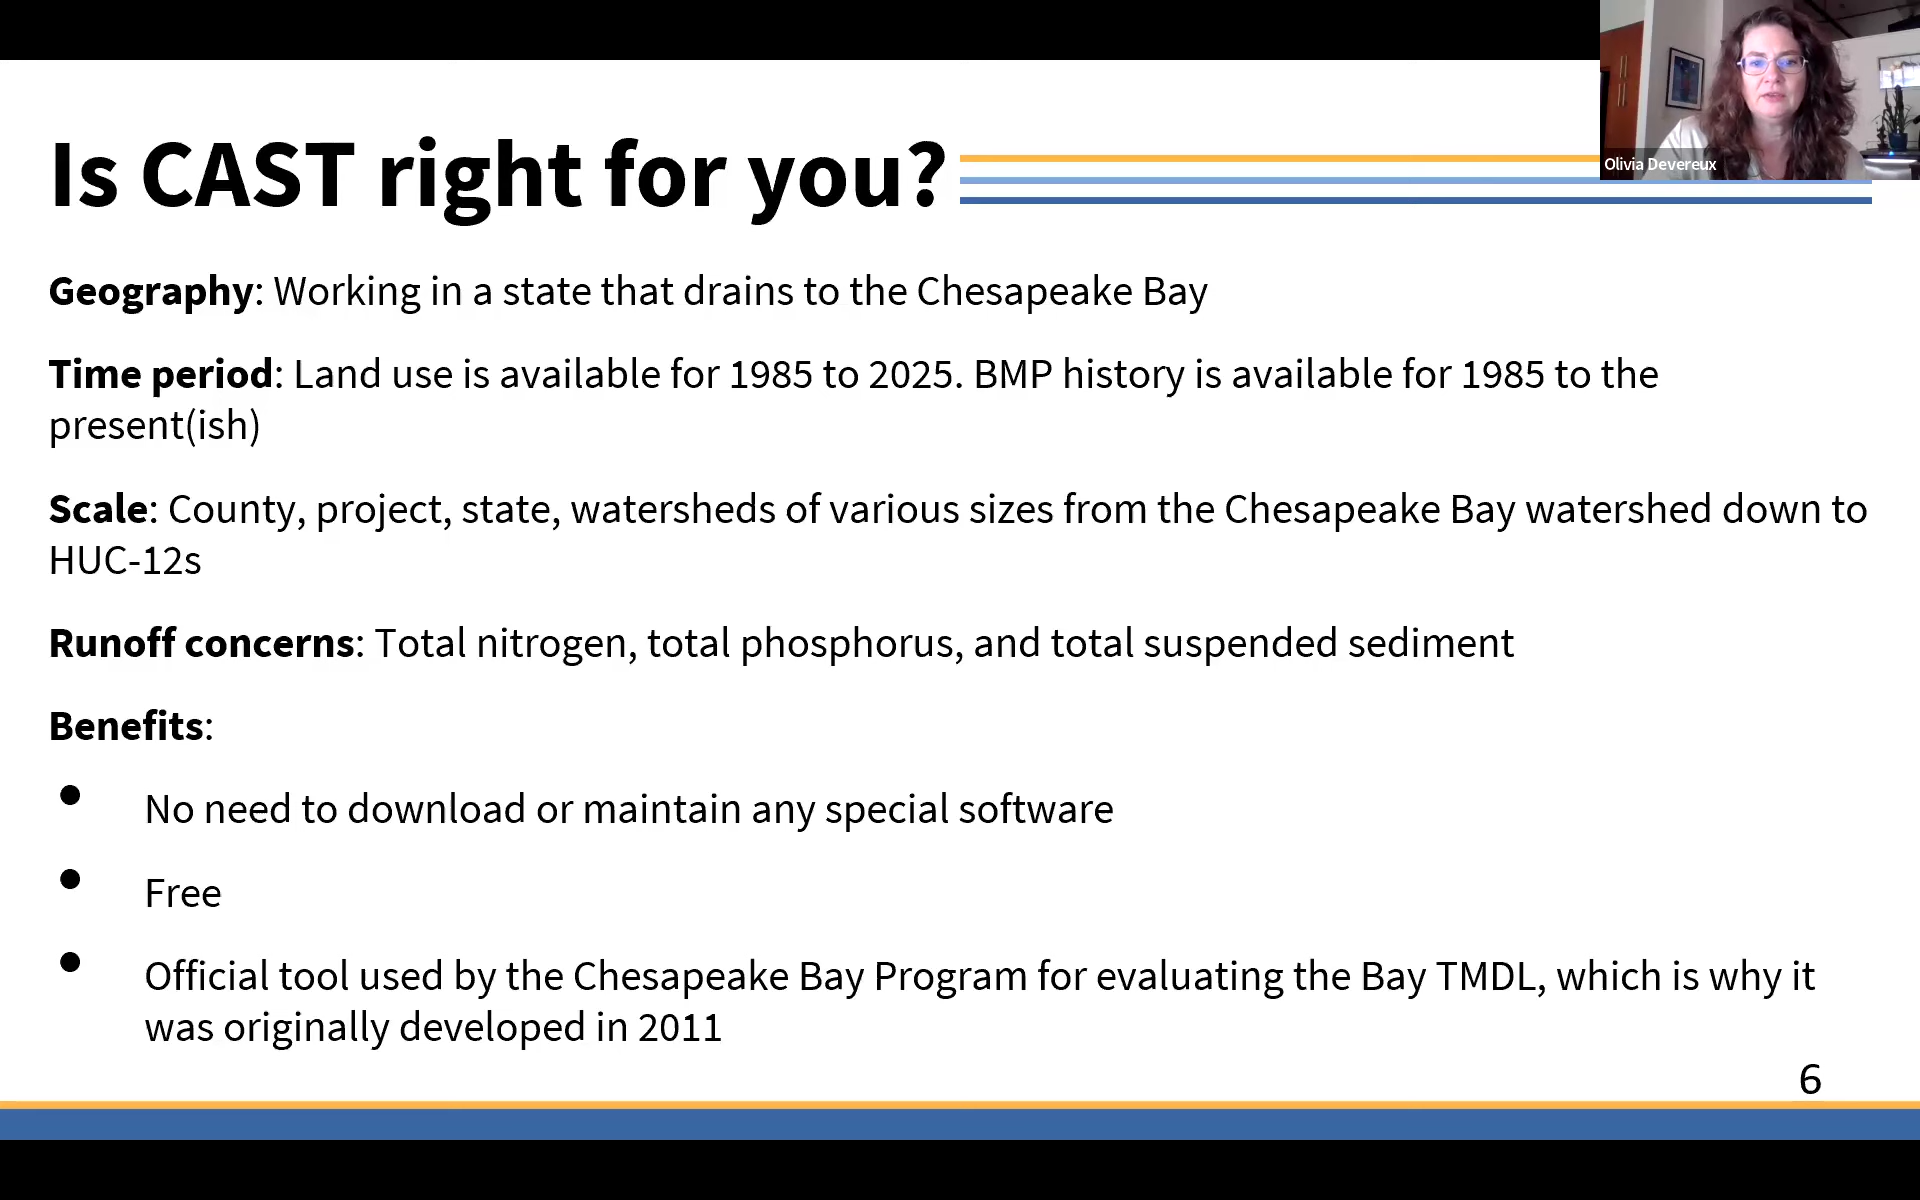 Olivia Devereux
Is CAST right for you?
Geography: Working in a state that drains to the Chesapeake Bay
Time period: Land use is available for 1985 to 2025. BMP history is available for 1985 to the
present(ish)
Scale: County, project, state, watersheds of various sizes from the Chesapeake Bay watershed down to
HUC-12s
Runoff concerns: Total nitrogen, total phosphorus, and total suspended sediment
Benefits:
• No need to download or maintain any special software
• Free
• Official tool used by the Chesapeake Bay Program for evaluating the Bay TMDL, which is why it
was originally developed in 2011
6